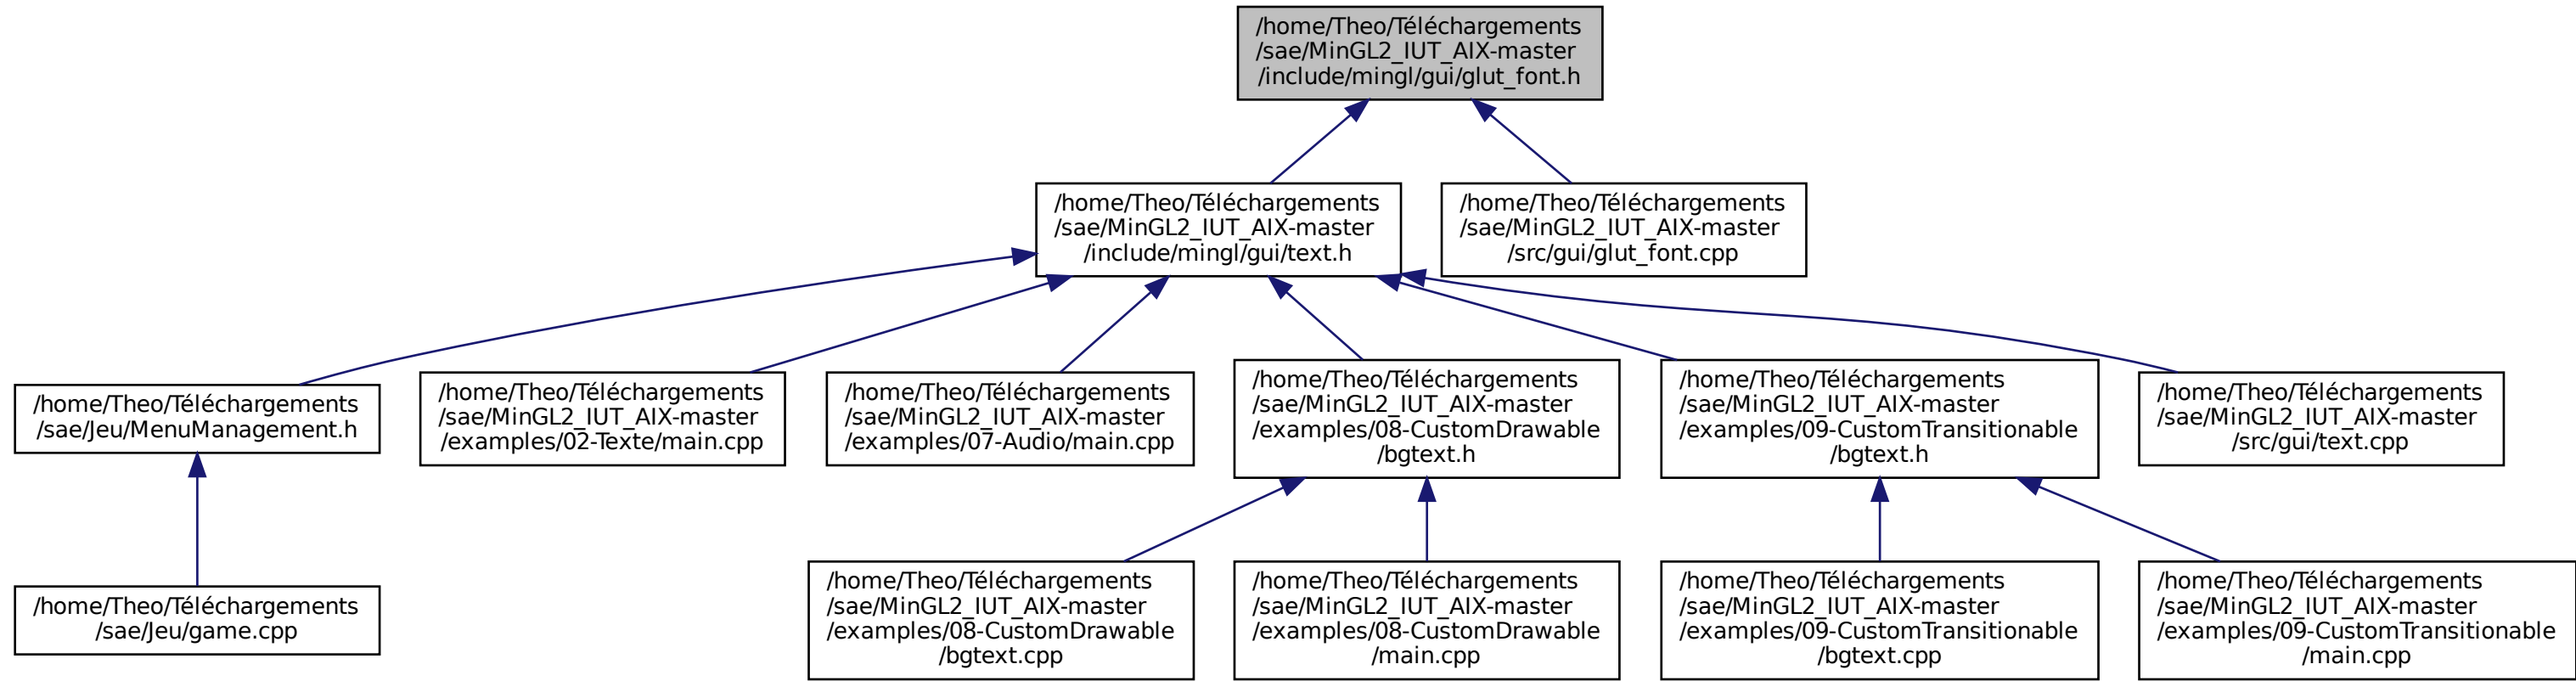 /home/Theo/Téléchargements
/sae/MinGL2_IUT_AIX-master
/include/mingl/gui/glut_font.h
/home/Theo/Téléchargements
/sae/MinGL2_IUT_AIX-master
/include/mingl/gui/text.h
/home/Theo/Téléchargements
/sae/MinGL2_IUT_AIX-master
/src/gui/glut_font.cpp
/home/Theo/Téléchargements
/sae/Jeu/MenuManagement.h
/home/Theo/Téléchargements
/sae/MinGL2_IUT_AIX-master
/examples/02-Texte/main.cpp
/home/Theo/Téléchargements
/sae/MinGL2_IUT_AIX-master
/examples/07-Audio/main.cpp
/home/Theo/Téléchargements
/sae/MinGL2_IUT_AIX-master
/examples/08-CustomDrawable
/bgtext.h
/home/Theo/Téléchargements
/sae/MinGL2_IUT_AIX-master
/examples/09-CustomTransitionable
/bgtext.h
/home/Theo/Téléchargements
/sae/MinGL2_IUT_AIX-master
/src/gui/text.cpp
/home/Theo/Téléchargements
/sae/Jeu/game.cpp
/home/Theo/Téléchargements
/sae/MinGL2_IUT_AIX-master
/examples/08-CustomDrawable
/bgtext.cpp
/home/Theo/Téléchargements
/sae/MinGL2_IUT_AIX-master
/examples/08-CustomDrawable
/main.cpp
/home/Theo/Téléchargements
/sae/MinGL2_IUT_AIX-master
/examples/09-CustomTransitionable
/bgtext.cpp
/home/Theo/Téléchargements
/sae/MinGL2_IUT_AIX-master
/examples/09-CustomTransitionable
/main.cpp